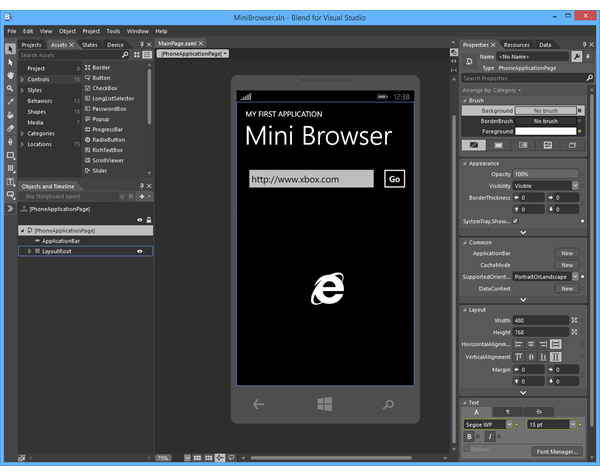 MiniBrowser.sln - Blend for Visual Studio
File Edit View Object Project Tools Window Help
Projects Assets States Device
Search Assets
Project 8
Controls 15
Styles
Behaviors 13
Shapes 18
Media 7
Categories
Locations 75
Border
Button
CheckBox
LongListSelector
PasswordBox
Popup
ProgressBar
RadioButton
RichTextBox
ScrollViewer
Slider
Objects and Timeline
(No Storyboard open)
[PhoneApplicationPage]
[PhoneApplicationPage]
ApplicationBar
LayoutRoot
MainPage.xaml
[PhoneApplicationPage]
12:38
MY FIRST APPLICATION
Mini Browser
http://www.xbox.com
Go
75%
Properties Resources Data
Name <No Name>
Type PhoneApplicationPage
Search Properties
Arrange by: Category
Brush
Background No brush
BorderBrush No brush
Foreground
Appearance
Opacity 100%
Visibility Visible
BorderThickness 0 0
0 0
SystemTray.Show...
Common
ApplicationBar New
CacheMode New
SupportedOrient... PortraitOrLandscape
DataContext New
Layout
Width 480
Height 768
HorizontalAlignm...
VerticalAlignment
Margin 0 0
0 0
Text
A ¶
Segoe WP 15 pt
B I
Embed Font Manager...